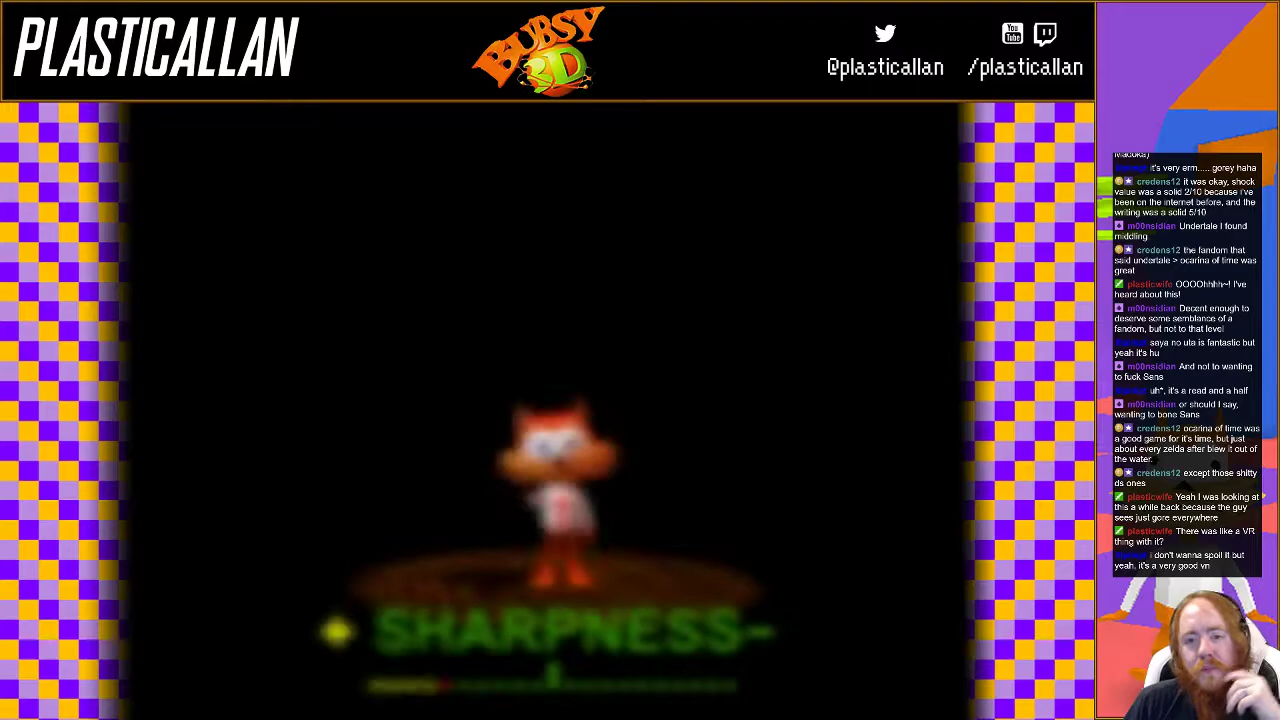 PLASTICALLAN
BUBSY
3D
@plasticallan
You
Tube
/plasticallan
Madoka)
it's very erm.....gorey haha
credens12 it was okay, shock
value was a solid 2/10 because i've
been on the internet before, and the
writing was a solid 5/10
m00nsidian Undertale I found
middling
credens12 the fandom that
said undertale > ocarina of time was
great
plasticwife OOOOhhhh~! I've
heard about this!
m00nsidian Decent enough to
deserve some semblance of a
fandom, but not to that level
saya no uta is fantastic but
yeah it's hu
m00nsidian And not to wanting
to fuck Sans
uh*, it's a read and a half
m00nsidian or should I say,
wanting to bone Sans
credens12 ocarina of time was
a good game for it's time, but just
about every zelda after blew it out of
the water.
credens12 except those shitty
ds ones
plasticwife Yeah I was looking at
this a while back because the guy
sees just gore everywhere
plasticwife There was like a VR
thing with it?
i don't wanna spoil it but
yeah, it's a very good vn
+ SHARPNESS-